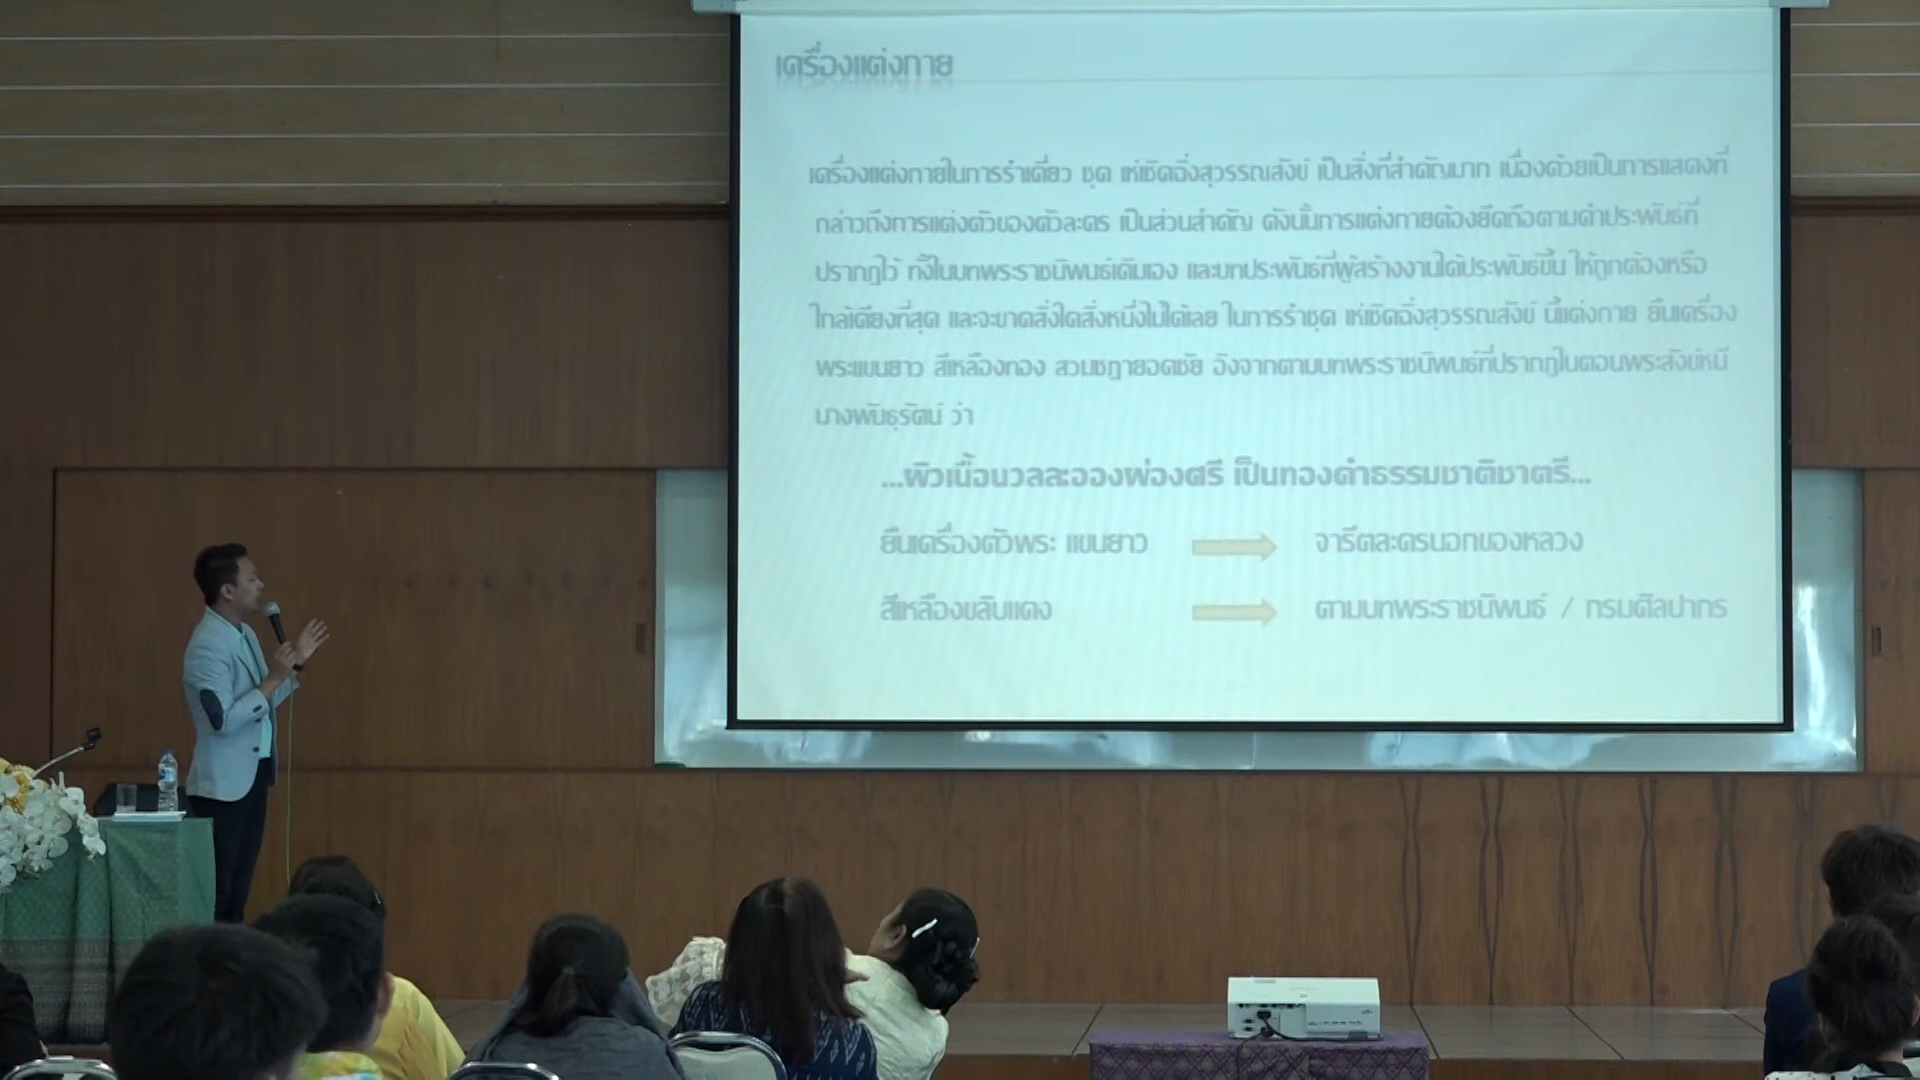 เครื่องแต่งกาย
เครื่องแต่งกายในการรำเดี่ยว ชุด เห่เชิดฉิ่งสุวรรณสังข์ เป็นสิ่งที่สำคัญมาก เนื่องด้วยเป็นการแสดงที่
กล่าวถึงการแต่งตัวของตัวละคร เป็นส่วนสำคัญ ดังนั้นการแต่งกายต้องยึดถือตามคำประพันธ์ที่
ปรากฏไว้ ทั้งในบทพระราชนิพนธ์เดิมเอง และบทประพันธ์ที่ผู้สร้างงานได้ประพันธ์ขึ้น ให้ถูกต้องหรือ
ใกล้เคียงที่สุด และจะขาดสิ่งใดสิ่งหนึ่งไม่ได้เลย ในการรำชุด เห่เชิดฉิ่งสุวรรณสังข์ นี้แต่งกาย ยืนเครื่อง
พระแขนยาว สีเหลืองทอง สวมชฎายอดชัย อิงจากตามบทพระราชนิพนธ์ที่ปรากฏในตอนพระสังข์หนี
นางพันธุรัตน์ ว่า
...ผิวเนื้อนวลละอองผ่องศรี เป็นทองคำธรรมชาติชาตรี...
ยืนเครื่องตัวพระ แขนยาว
จารีตละครนอกของหลวง
สีเหลืองขลิบแดง
ตามบทพระราชนิพนธ์ / กรมศิลปากร